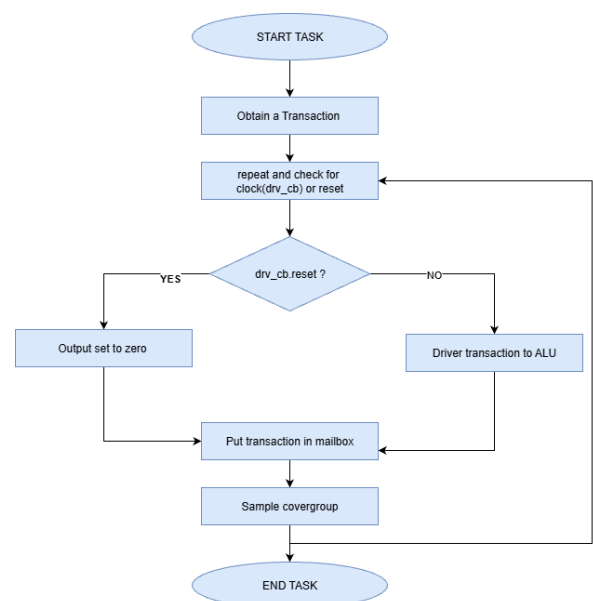 START TASK
Obtain a Transaction
repeat and check for
clock(drv_cb) or reset
drv_cb.reset ?
YES
NO
Output set to zero
Driver transaction to ALU
Put transaction in mailbox
Sample covergroup
END TASK